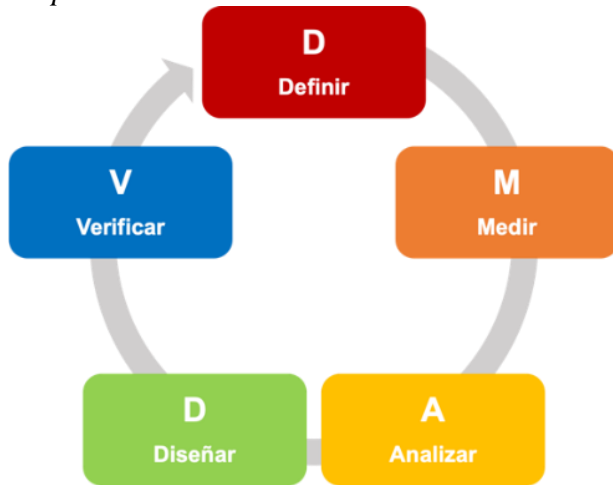 D
Definir
M
Medir
A
Analizar
D
Diseñar
V
Verificar